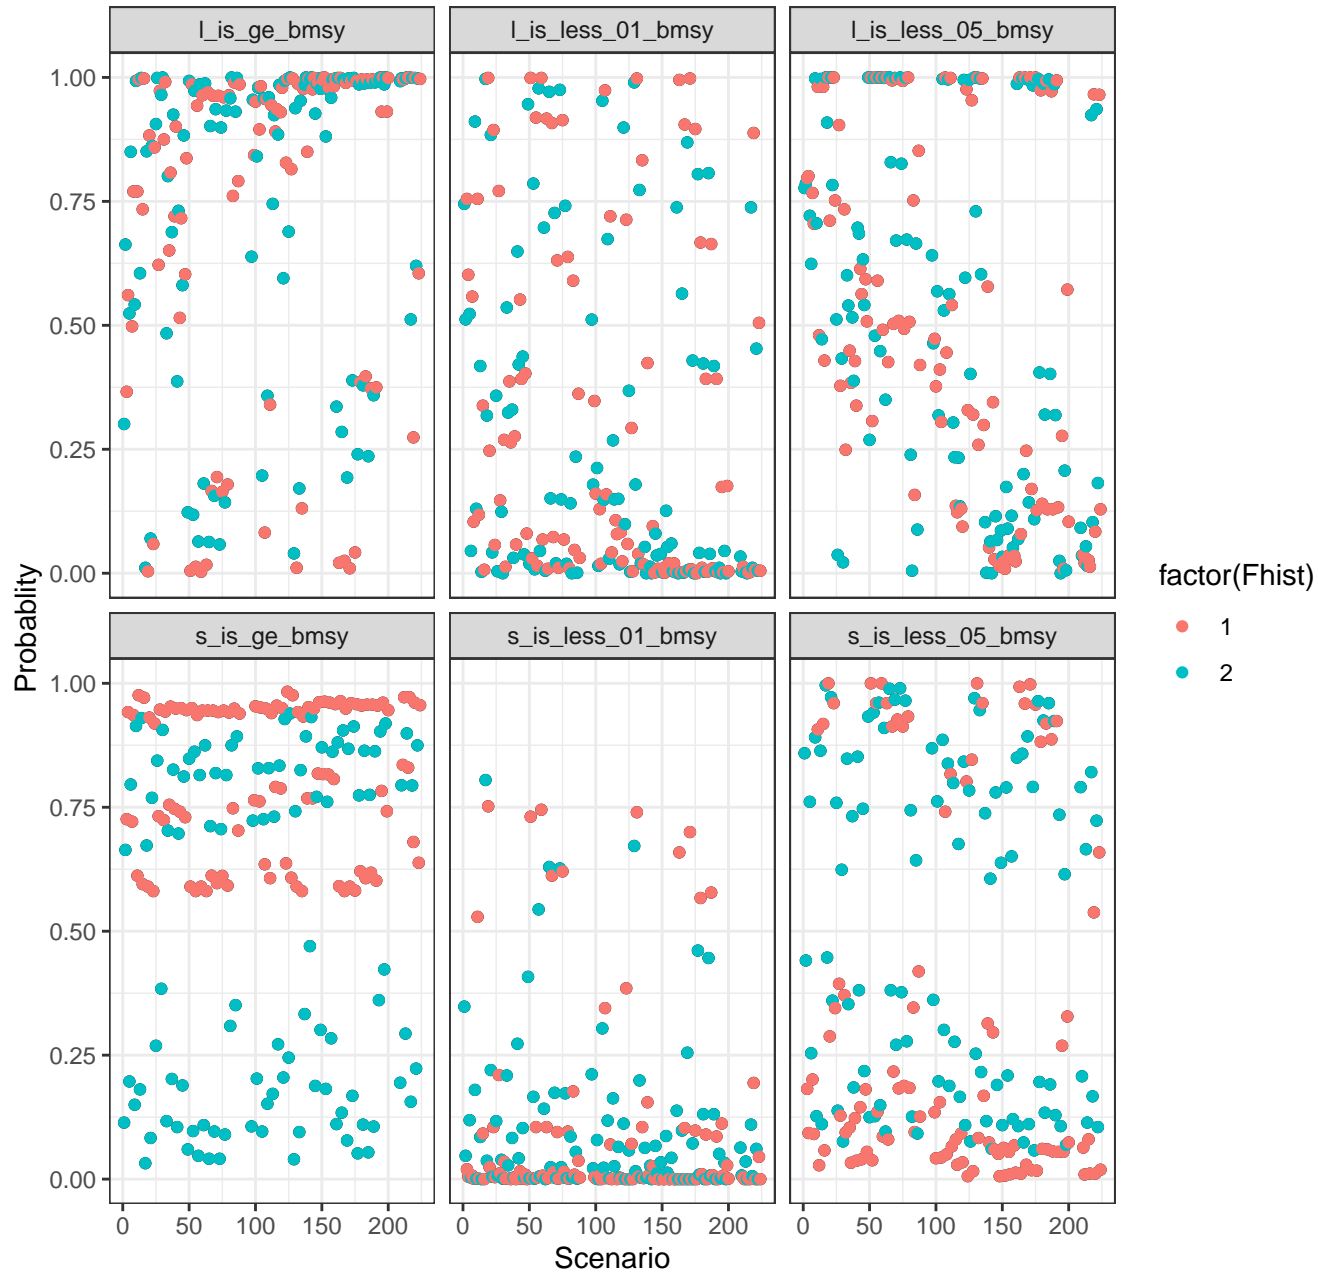 l_is_ge_bmsy
l_is_less_01_bmsy
l_is_less_05_bmsy
1.00
0.75
0.50
0.25
0.00
s_is_ge_bmsy
s_is_less_01_bmsy
s_is_less_05_bmsy
1.00
0.75
0.50
0.25
0.00
0 50 100 150 200
0 50 100 150 200
0 50 100 150 200
Scenario
Probablity
factor(Fhist)
1
2